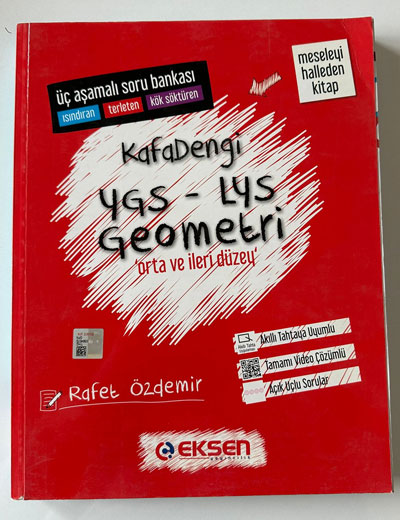 üç aşamalı soru bankası
ısındıran terleten kök söktüren
meseleyi
halleden
kitap
KafaDengi
YGS - LYS
Geometri
'orta ve ileri düzey'
Akıllı Tahtaya Uyumlu
Tamamı Video Çözümlü
Açık Uçlu Sorular
Rafet Özdemir
EKSEN
yayıncılık